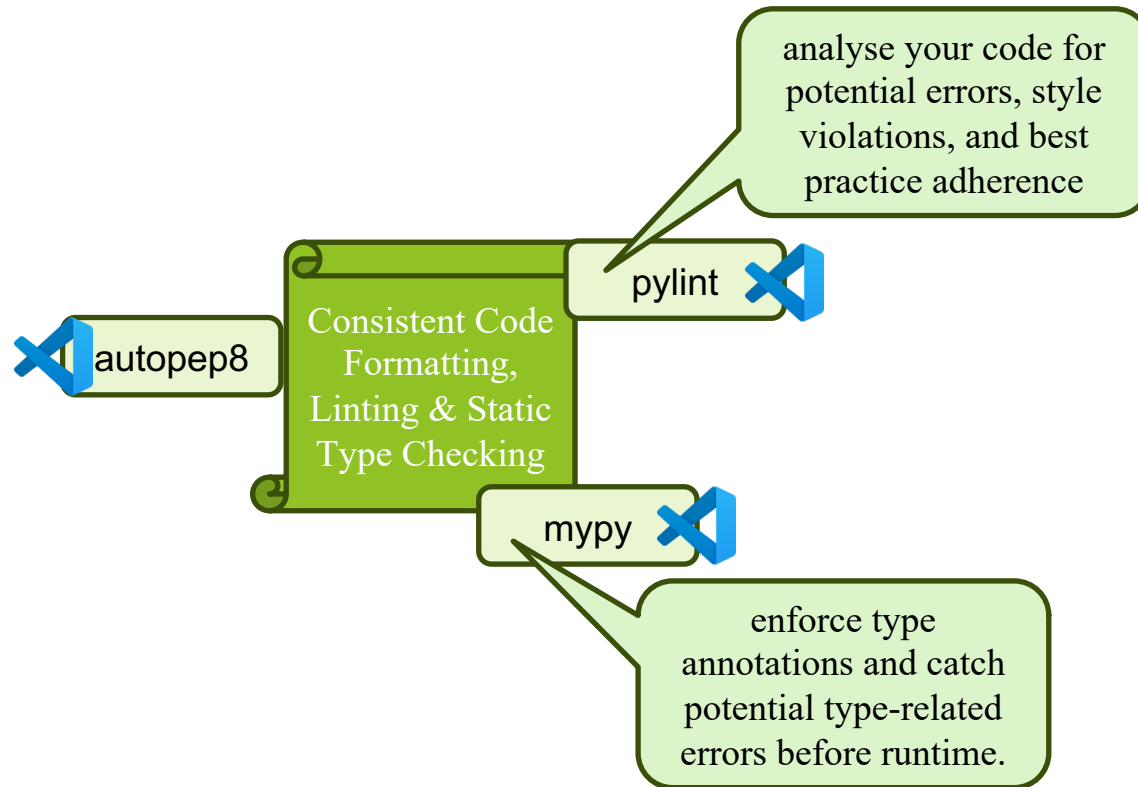 analyse your code for
potential errors, style
violations, and best
practice adherence
pylint
Consistent Code
Formatting,
Linting & Static
Type Checking
autopep8
mypy
enforce type
annotations and catch
potential type-related
errors before runtime.